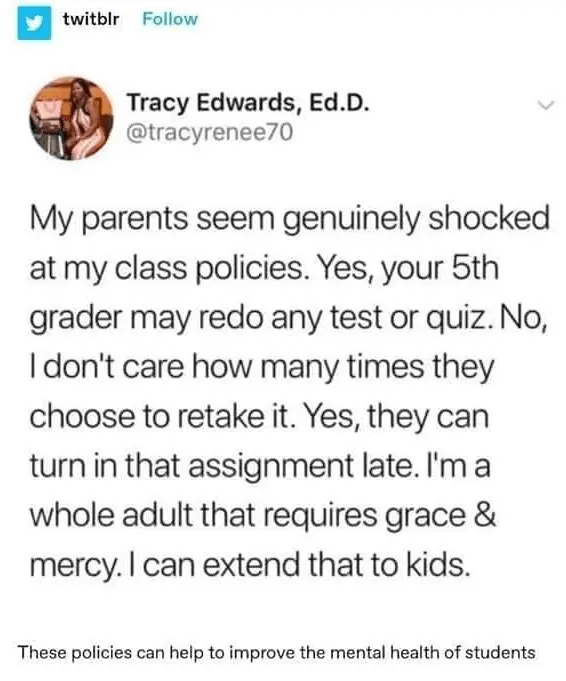 twitblr Follow
Tracy Edwards, Ed.D.
@tracyrenee70
My parents seem genuinely shocked
at my class policies. Yes, your 5th
grader may redo any test or quiz. No,
I don't care how many times they
choose to retake it. Yes, they can
turn in that assignment late. I'm a
whole adult that requires grace &
mercy. I can extend that to kids.
These policies can help to improve the mental health of students